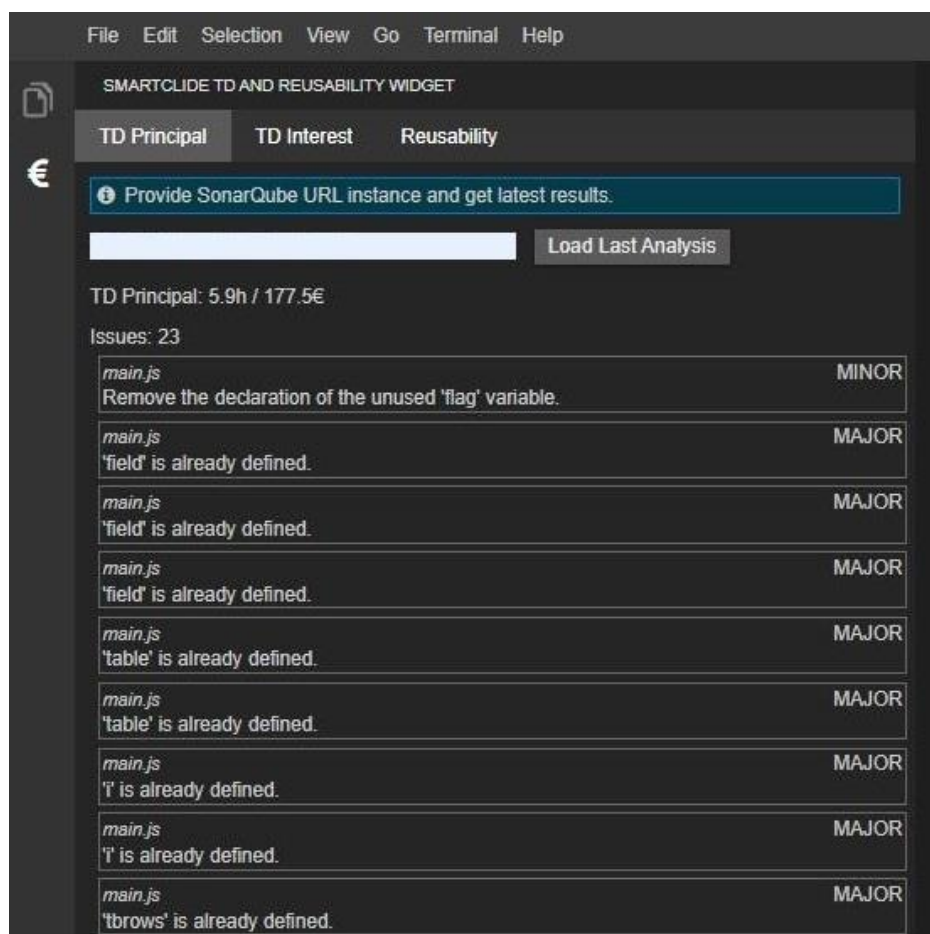 File Edit Selection View Go Terminal Help
SMARTCLIDE TD AND REUSABILITY WIDGET
TD Principal TD Interest Reusability
€
Provide SonarQube URL instance and get latest results.
Load Last Analysis
TD Principal: 5.9h / 177.5€
Issues: 23
main.js MINOR
Remove the declaration of the unused 'flag' variable.
main.js MAJOR
'field' is already defined.
main.js MAJOR
'field' is already defined.
main.js MAJOR
'field' is already defined.
main.js MAJOR
'table' is already defined.
main.js MAJOR
'table' is already defined.
main.js MAJOR
'i' is already defined.
main.js MAJOR
'i' is already defined.
main.js MAJOR
'tbrows' is already defined.